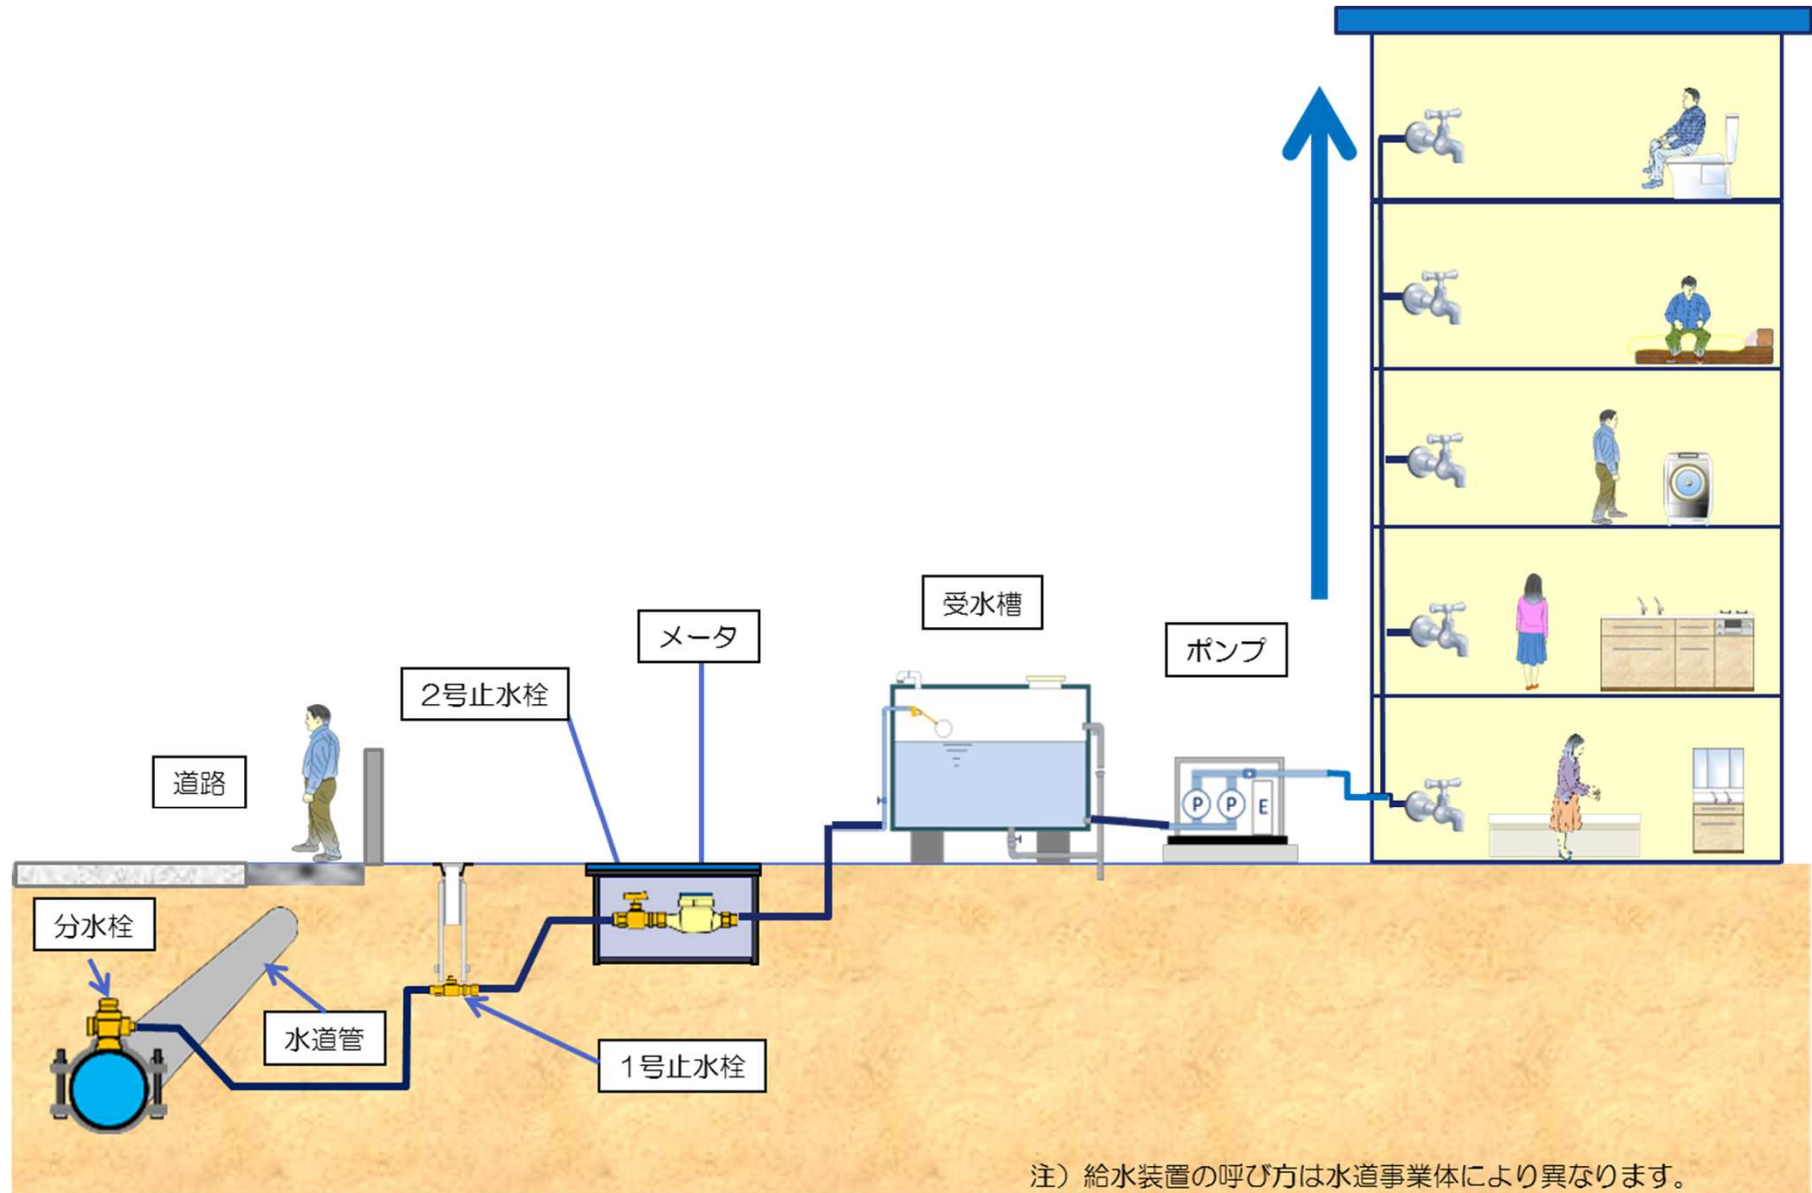 受水槽
メータ
ポンプ
2号止水栓
道路
P P E
分水栓
水道管
1号止水栓
注）給水装置の呼び方は水道事業体により異なります。